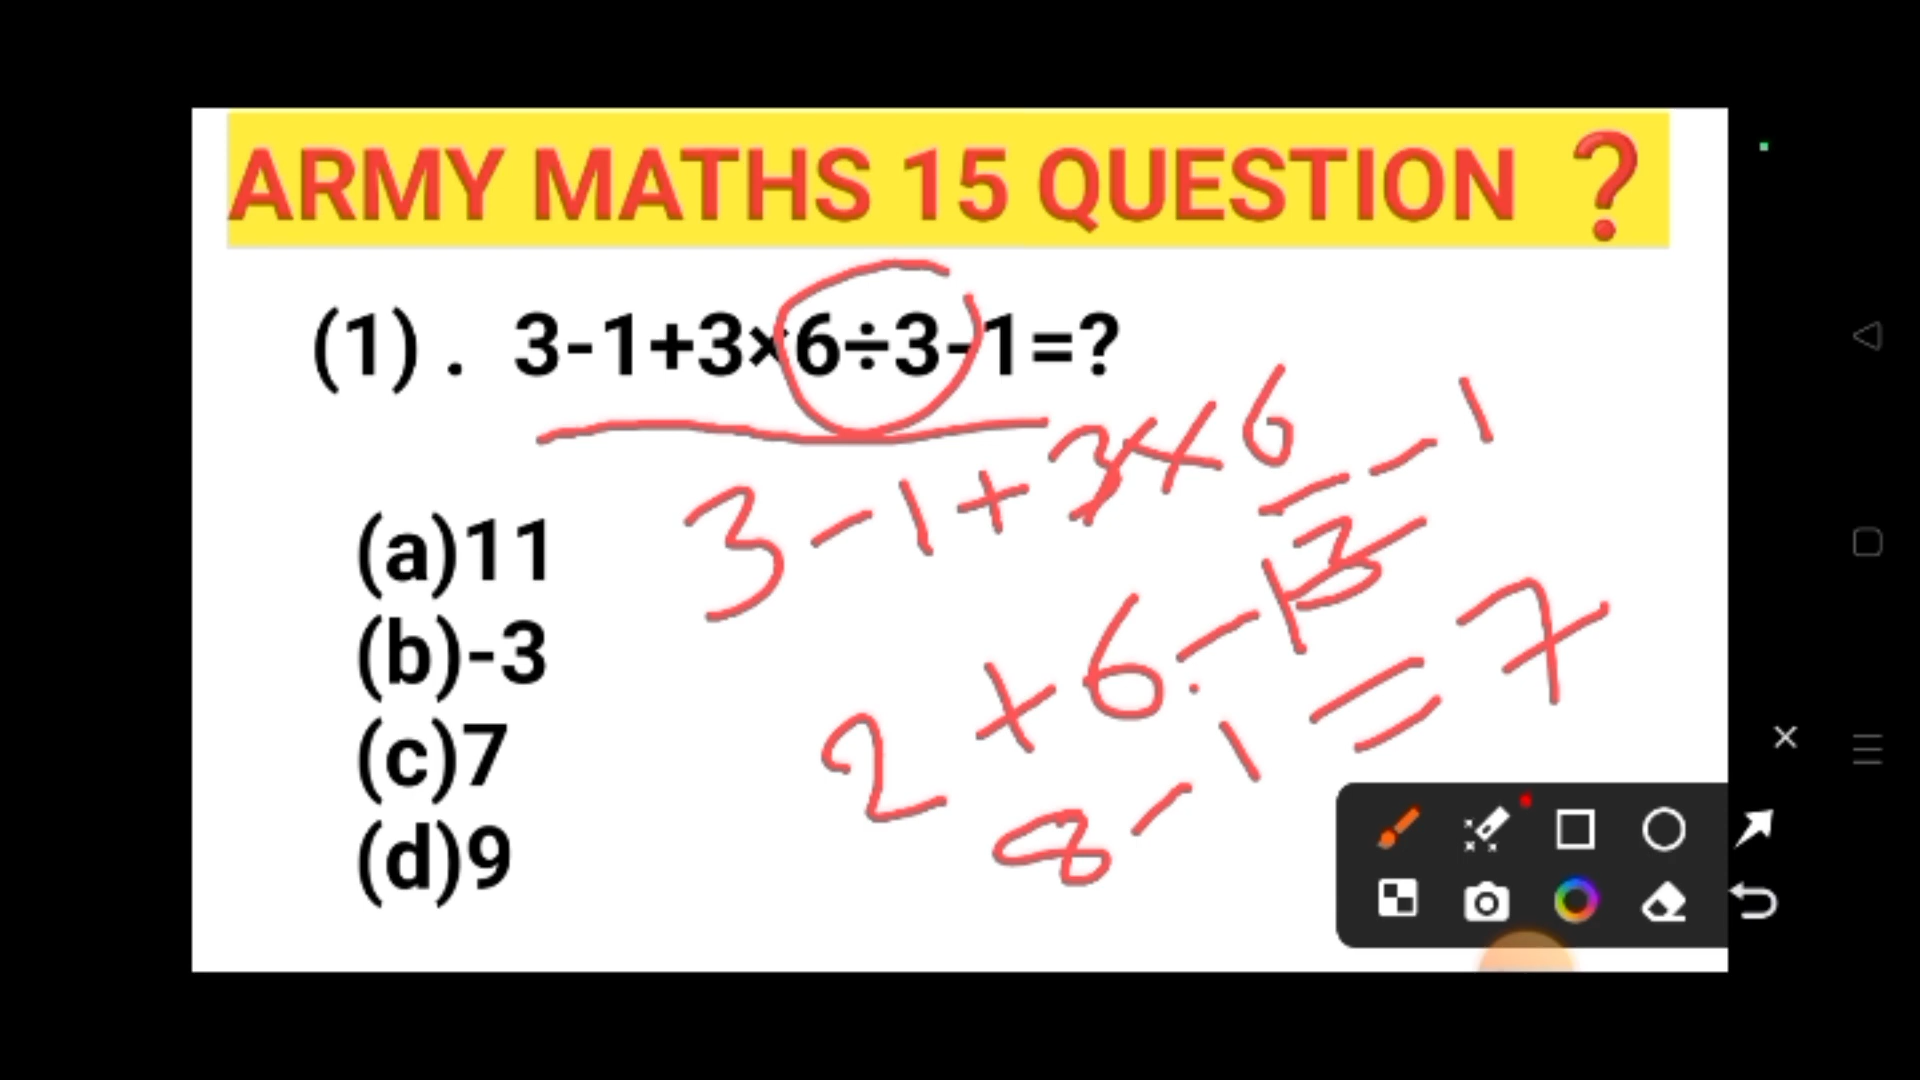 ARMY MATHS 15 QUESTION ❓
(1) . 3-1+3×6÷3-1=?
(a)11
(b)-3
(c)7
(d)9
3-1+3×6/3-1
2+6-1
8-1=7